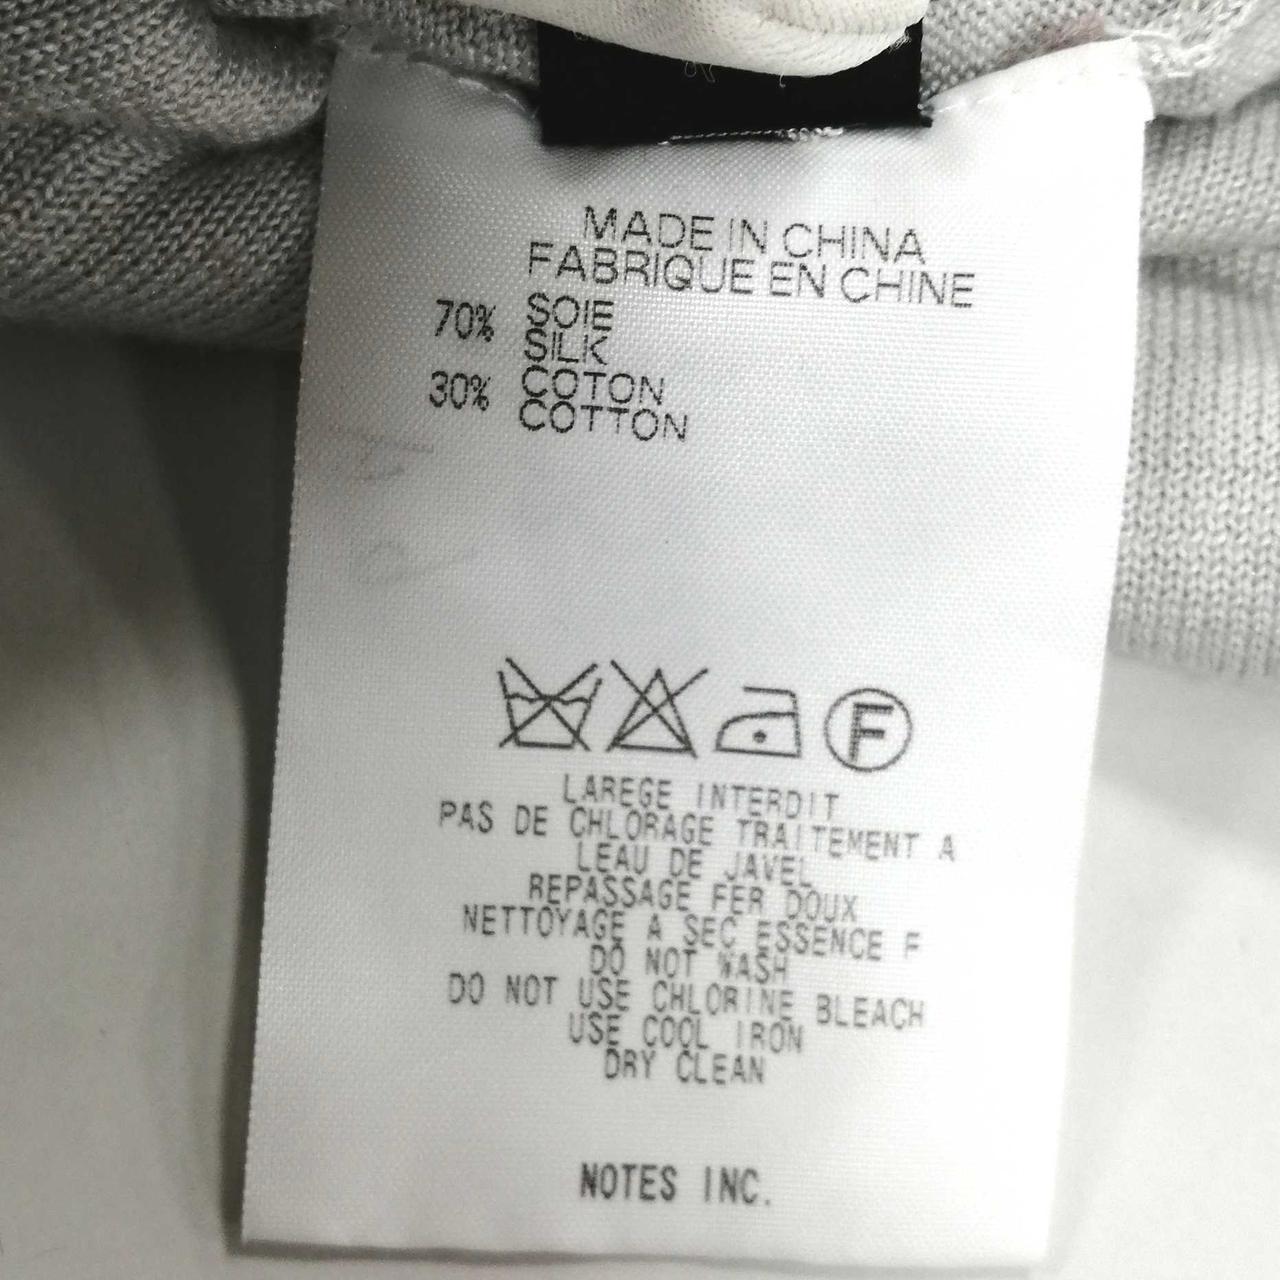 MADE IN CHINA
FABRIQUE EN CHINE
70% SOIE
SILK
30% COTON
COTTON
F
LAREGE INTERDIT
PAS DE CHLORAGE TRAITEMENT A
LEAU DE JAVEL
REPASSAGE FER DOUX
NETTOYAGE A SEC ESSENCE F
DO NOT WASH
DO NOT USE CHLORINE BLEACH
USE COOL IRON
DRY CLEAN
NOTES INC.